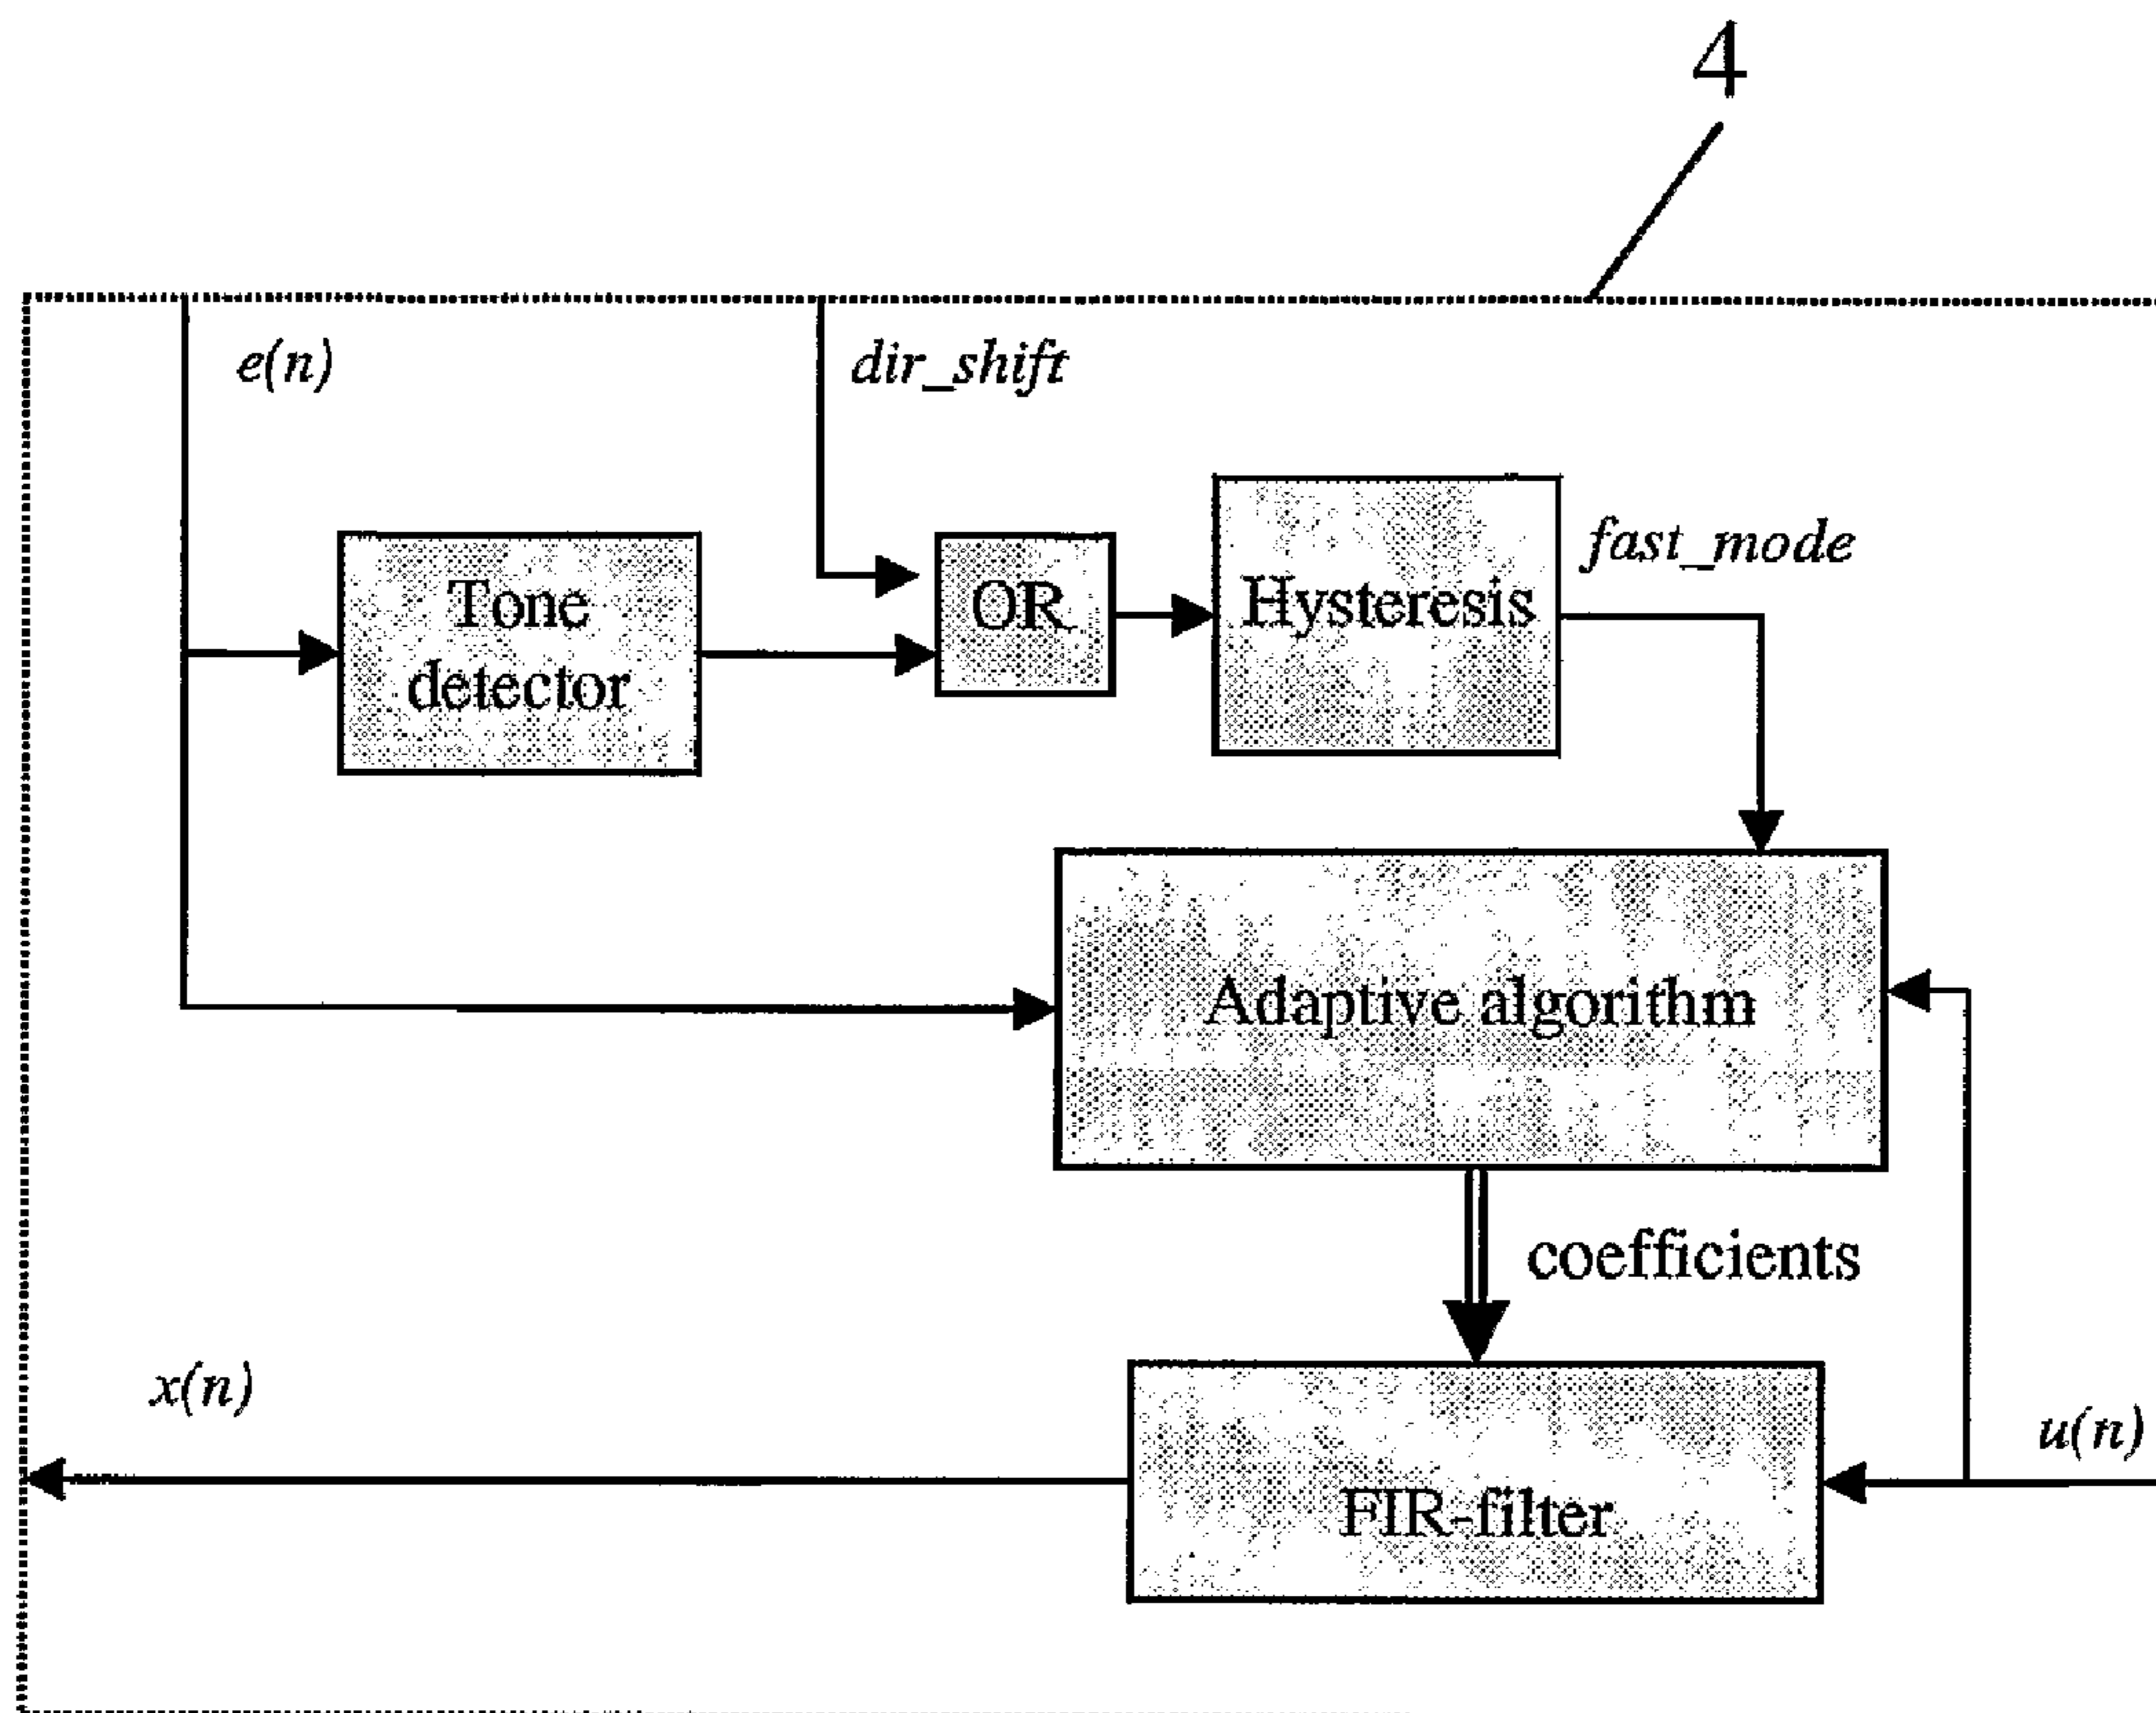 4
e(n)
dir_shift
fast_mode
Tone
detector
OR
Hysteresis
Adaptive algorithm
coefficients
x(n)
u(n)
FIR-filter